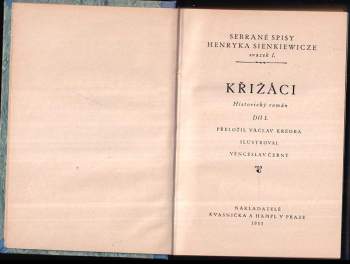 SEBRANÉ SPISY
HENRYKA SIENKIEWICZE
svazek I.
KŘIŽÁCI
Historický román
Díl I.
PŘELOŽIL VÁCLAV KREDBA
ILUSTROVAL
VENCESLAV ČERNÝ
NAKLADATELÉ
KVASNIČKA A HAMPL V PRAZE